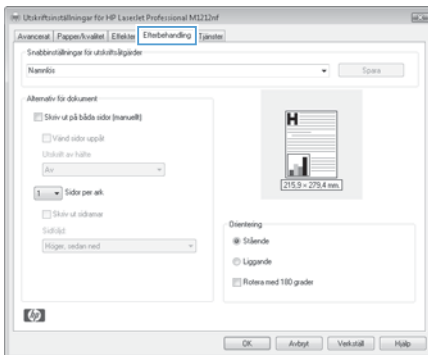 Utskriftsinställningar för HP LaserJet Professional M1212nf
Avancerat Papper/kvalitet Effekter Efterbehandling Tjänster
Snabbinställningar för utskriftsåtgärder
Namnlös
Spara
Alternativ för dokument
Skriv ut på båda sidor (manuellt)
Vänd sidor uppåt
Utskrift av häfte
Av
1 Sidor per ark
Skriv ut sidramar
Sidföljd
Höger, sedan ned
H
215,9 × 279,4 mm.
Orientering
Stående
Liggande
Rotera med 180 grader
hp
OK Avbryt Verkställ Hjälp